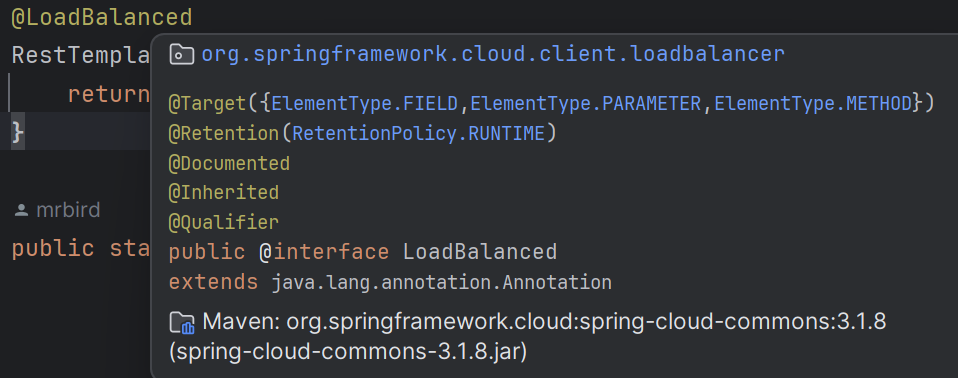 @LoadBalanced
RestTempla
org.springframework.cloud.client.loadbalancer
return
@Target({ElementType.FIELD,ElementType.PARAMETER,ElementType.METHOD})
}
@Retention(RetentionPolicy.RUNTIME)
@Documented
@Inherited
mrbird
@Qualifier
public sta
public @interface LoadBalanced
extends java.lang.annotation.Annotation
Maven: org.springframework.cloud:spring-cloud-commons:3.1.8
(spring-cloud-commons-3.1.8.jar)